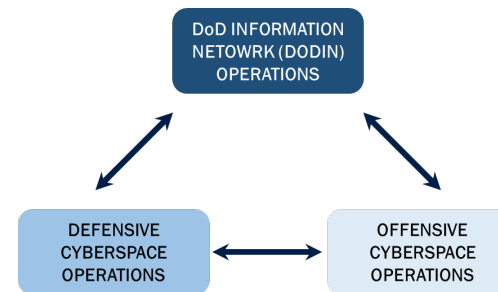 DoD INFORMATION
NETOWRK (DODIN)
OPERATIONS
DEFENSIVE
CYBERSPACE
OPERATIONS
OFFENSIVE
CYBERSPACE
OPERATIONS